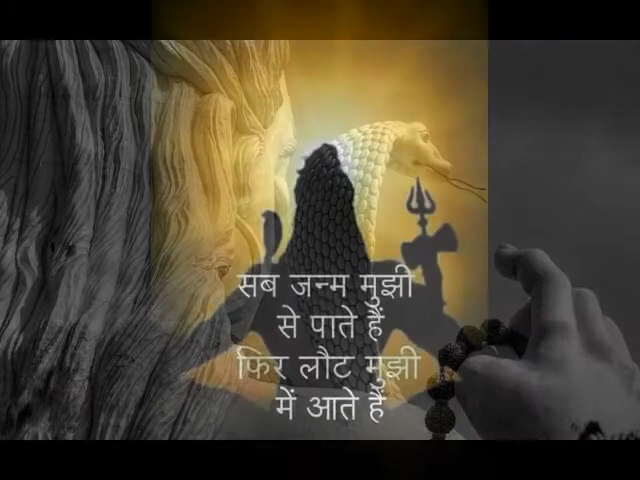 सब जन्म मुझी
से पाते हैं
फिर लौट मुझी
में आते हैं